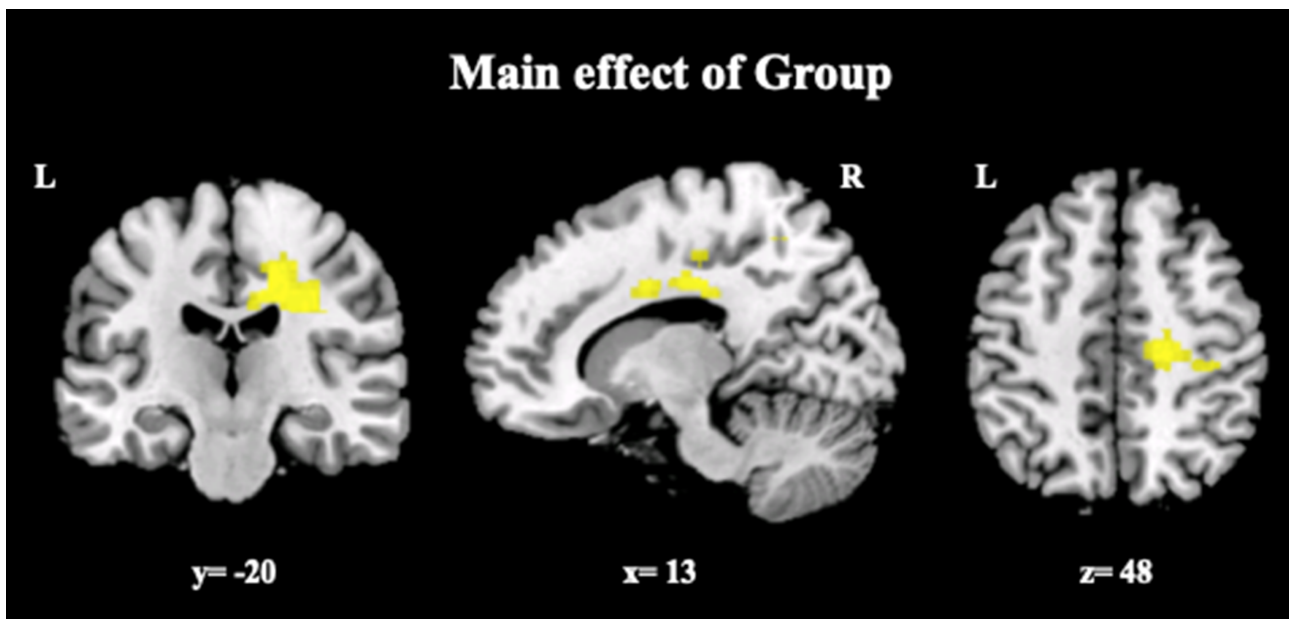 Main effect of Group
L
R
L
y= -20
x= 13
z= 48